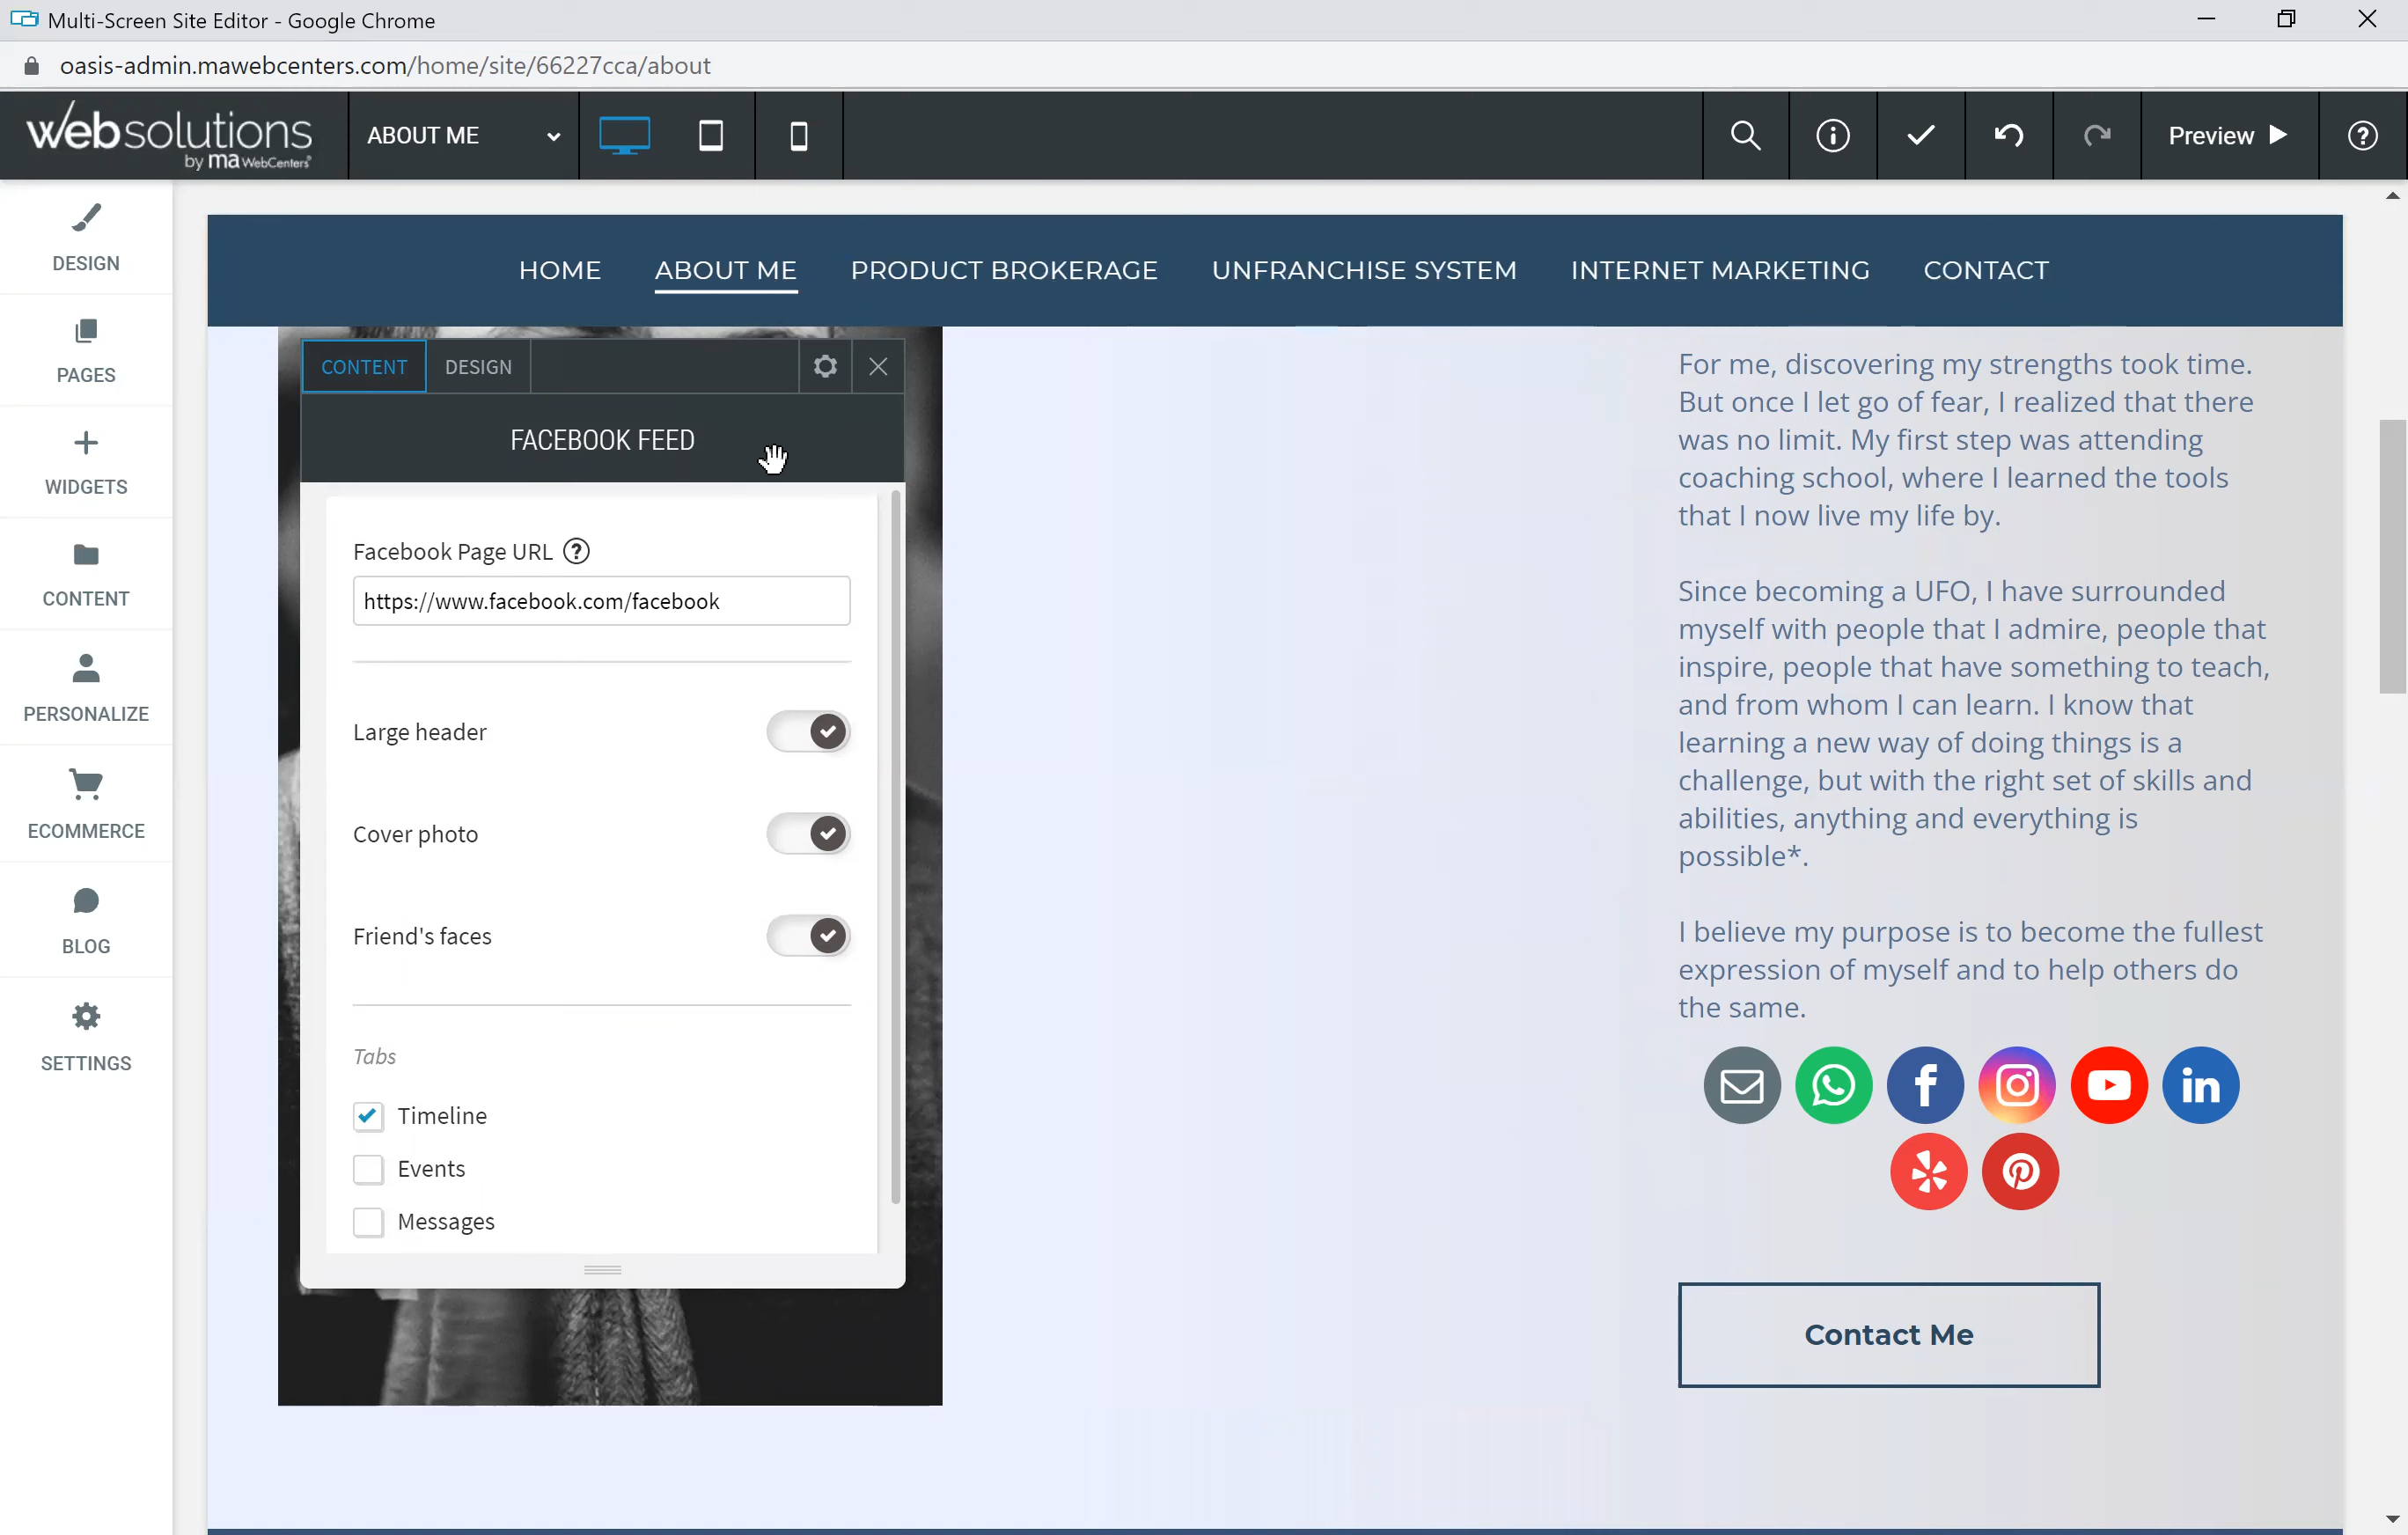 Multi-Screen Site Editor - Google Chrome
oasis-admin.mawebcenters.com/home/site/66227cca/about
websolutions
by ma WebCenters
ABOUT ME
Preview
DESIGN
PAGES
WIDGETS
CONTENT
PERSONALIZE
ECOMMERCE
BLOG
SETTINGS
HOME ABOUT ME PRODUCT BROKERAGE UNFRANCHISE SYSTEM INTERNET MARKETING CONTACT
CONTENT DESIGN
FACEBOOK FEED
Facebook Page URL ?
https://www.facebook.com/facebook
Large header
Cover photo
Friend's faces
Tabs
Timeline
Events
Messages
For me, discovering my strengths took time.
But once I let go of fear, I realized that there
was no limit. My first step was attending
coaching school, where I learned the tools
that I now live my life by.
Since becoming a UFO, I have surrounded
myself with people that I admire, people that
inspire, people that have something to teach,
and from whom I can learn. I know that
learning a new way of doing things is a
challenge, but with the right set of skills and
abilities, anything and everything is
possible*.
I believe my purpose is to become the fullest
expression of myself and to help others do
the same.
Contact Me